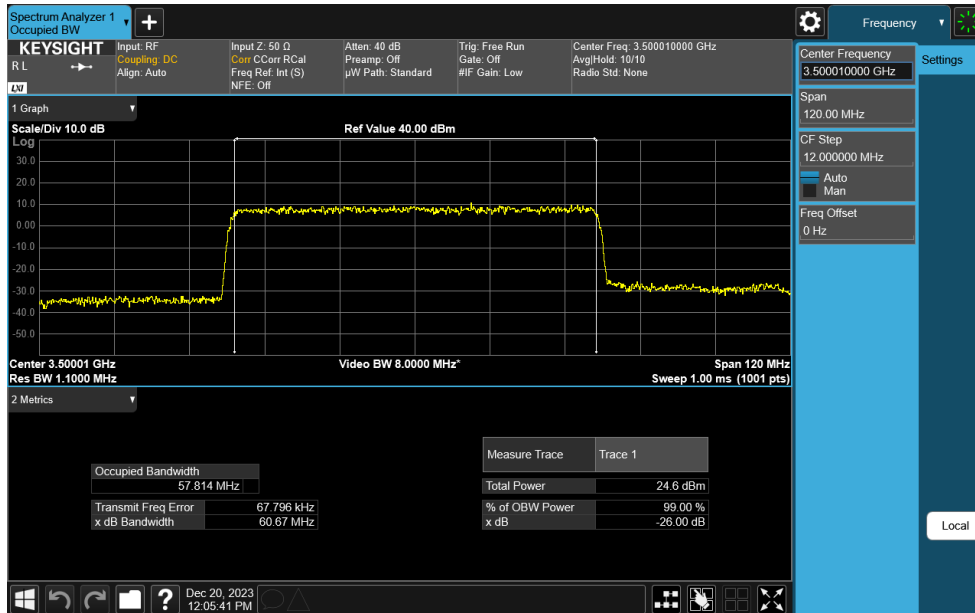 Spectrum Analyzer 1
Occupied BW
+
Frequency
KEYSIGHT
R L
LXI
Input: RF
Coupling: DC
Align: Auto
Input Z: 50 Ω
Corr CCorr RCal
Freq Ref: Int (S)
NFE: Off
Atten: 40 dB
Preamp: Off
µW Path: Standard
Trig: Free Run
Gate: Off
#IF Gain: Low
Center Freq: 3.500010000 GHz
Avg|Hold: 10/10
Radio Std: None
Center Frequency
3.500010000 GHz
Settings
Span
120.00 MHz
CF Step
12.000000 MHz
Auto
Man
Freq Offset
0 Hz
Local
1 Graph
Scale/Div 10.0 dB
Ref Value 40.00 dBm
Log
30.0
20.0
10.0
0.00
-10.0
-20.0
-30.0
-40.0
-50.0
Center 3.50001 GHz
Video BW 8.0000 MHz*
Span 120 MHz
Res BW 1.1000 MHz
Sweep 1.00 ms (1001 pts)
2 Metrics
Occupied Bandwidth
57.814 MHz
Transmit Freq Error 67.796 kHz
x dB Bandwidth 60.67 MHz
Measure Trace Trace 1
Total Power 24.6 dBm
% of OBW Power 99.00 %
x dB -26.00 dB
?
Dec 20, 2023
12:05:41 PM